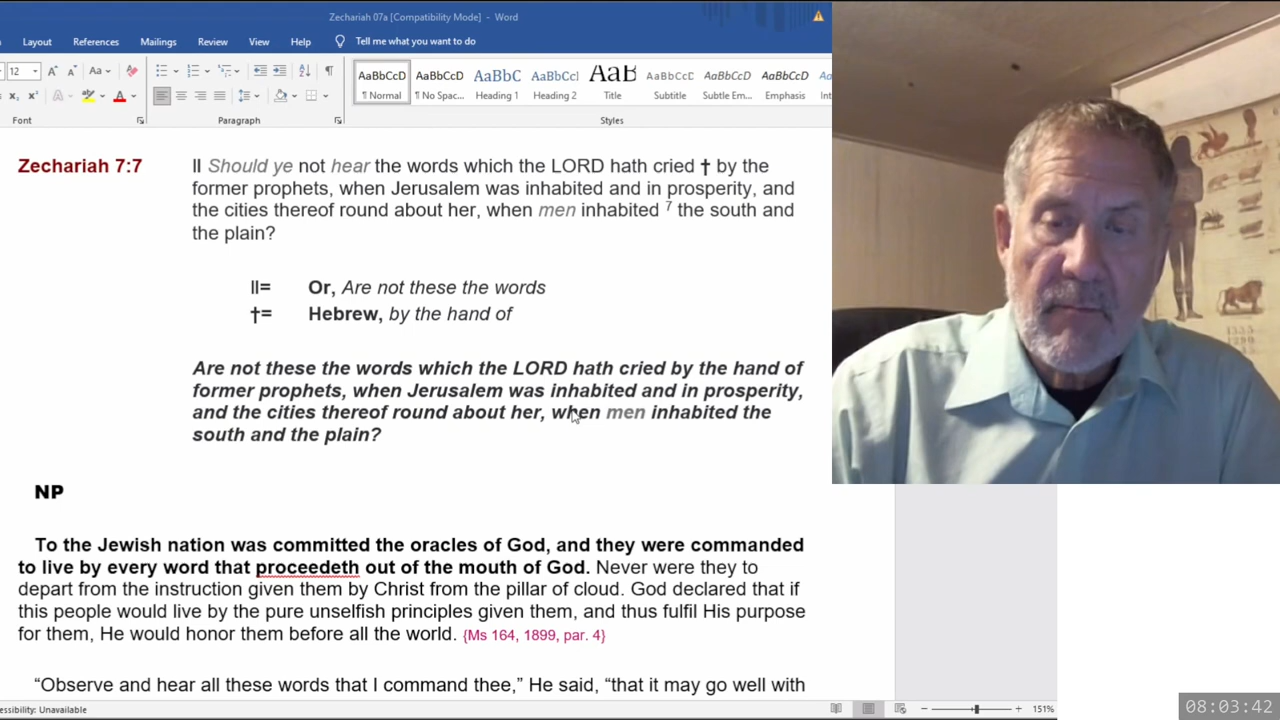 Zechariah 07a [Compatibility Mode] - Word
Layout References Mailings Review View Help Tell me what you want to do
12 Aa
AaBbCcD AaBbCcD AaBbC AaBbCcI AaB AaBbCcD AaBbCcD AaBbCcD
¶ Normal ¶ No Spac... Heading 1 Heading 2 Title Subtitle Subtle Em... Emphasis
Font Paragraph Styles
Zechariah 7:7 ll Should ye not hear the words which the LORD hath cried † by the
former prophets, when Jerusalem was inhabited and in prosperity, and
the cities thereof round about her, when men inhabited 7 the south and
the plain?
ll= Or, Are not these the words
†= Hebrew, by the hand of
Are not these the words which the LORD hath cried by the hand of
former prophets, when Jerusalem was inhabited and in prosperity,
and the cities thereof round about her, when men inhabited the
south and the plain?
NP
To the Jewish nation was committed the oracles of God, and they were commanded
to live by every word that proceedeth out of the mouth of God. Never were they to
depart from the instruction given them by Christ from the pillar of cloud. God declared that if
this people would live by the pure unselfish principles given them, and thus fulfil His purpose
for them, He would honor them before all the world. {Ms 164, 1899, par. 4}
“Observe and hear all these words that I command thee,” He said, “that it may go well with
essibility: Unavailable
151%
08:03:42